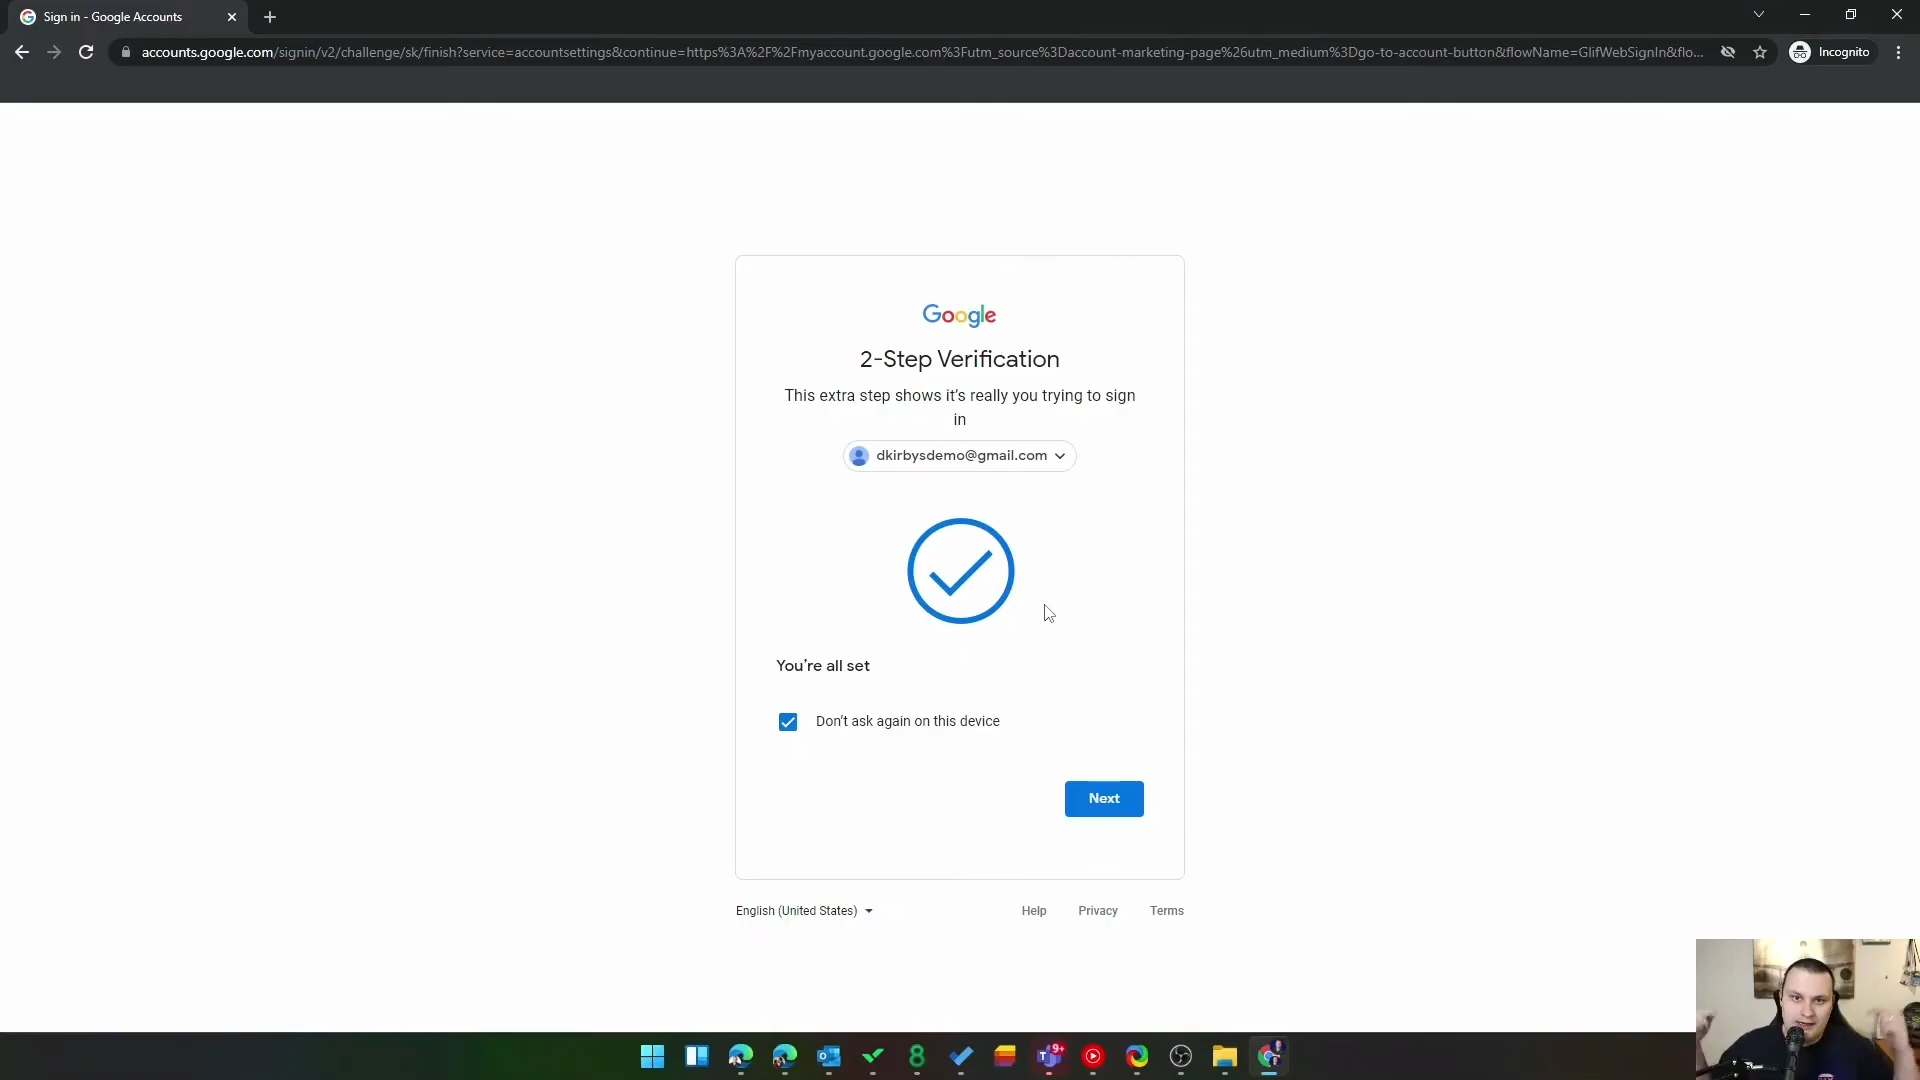 Sign in - Google Accounts
accounts.google.com/signin/v2/challenge/sk/finish?service=accountsettings&continue=https%3A%2F%2Fmyaccount.google.com%3Futm_source%3Daccount-marketing-page%26utm_medium%3Dgo-to-account-button&flowName=GlifWebSignIn&flo...
Incognito
Google
2-Step Verification
This extra step shows it's really you trying to sign
in
dkirbysdemo@gmail.com
You're all set
Don't ask again on this device
Next
English (United States)
Help
Privacy
Terms
9+